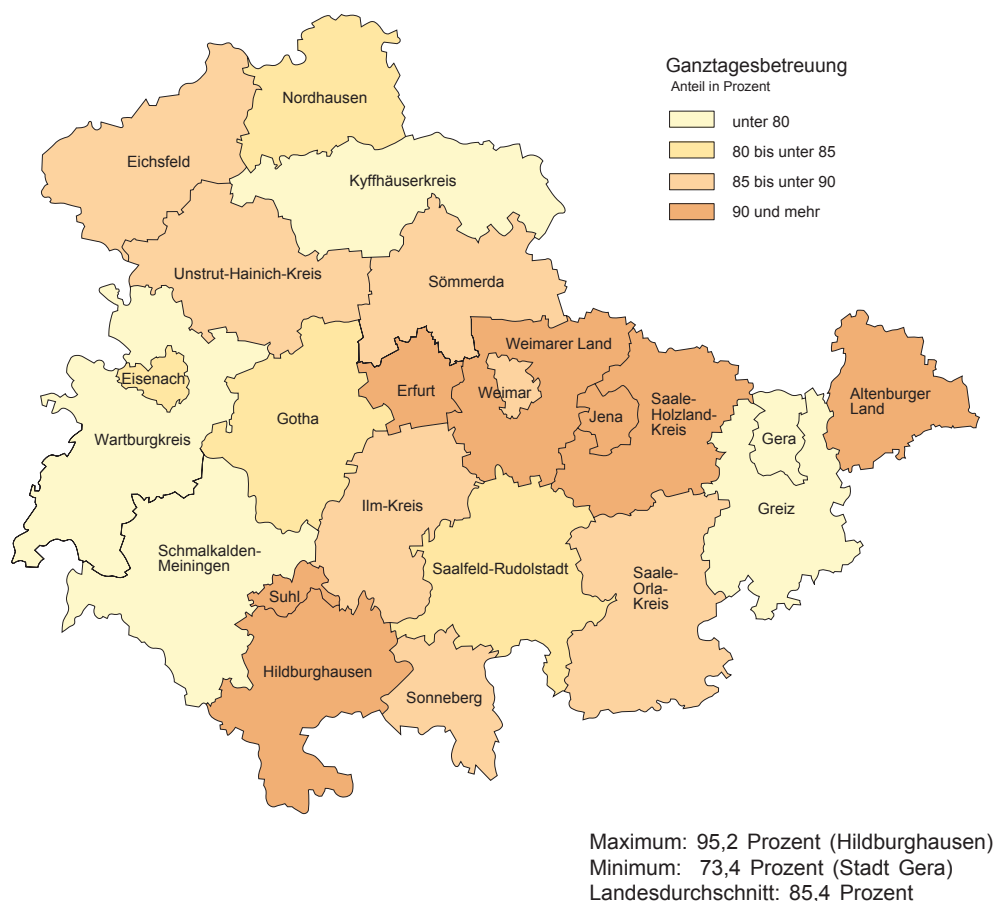 Ganztagesbetreuung
Anteil in Prozent
unter 80
80 bis unter 85
85 bis unter 90
90 und mehr
Nordhausen
Eichsfeld
Kyffhäuserkreis
Unstrut-Hainich-Kreis
Sömmerda
Weimarer Land
Eisenach
Erfurt
Weimar
Jena
Saale-
Holzland-
Kreis
Altenburger
Land
Gotha
Wartburgkreis
Gera
Ilm-Kreis
Greiz
Schmalkalden-
Meiningen
Saalfeld-Rudolstadt
Saale-
Orla-
Kreis
Suhl
Hildburghausen
Sonneberg
Maximum: 95,2 Prozent (Hildburghausen)
Minimum: 73,4 Prozent (Stadt Gera)
Landesdurchschnitt: 85,4 Prozent